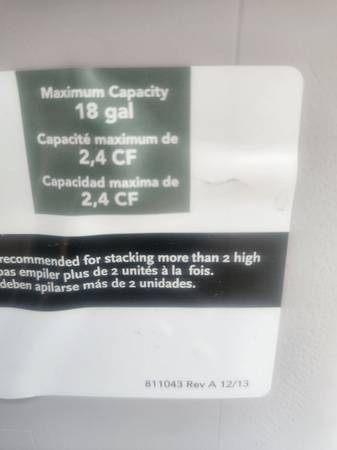 Maximum Capacity
18 gal
Capacité maximum de
2,4 CF
Capacidad maxima de
2,4 CF
recommended for stacking more than 2 high
pas empiler plus de 2 unités à la fois.
deben apilarse más de 2 unidades.
811043 Rev A 12/13